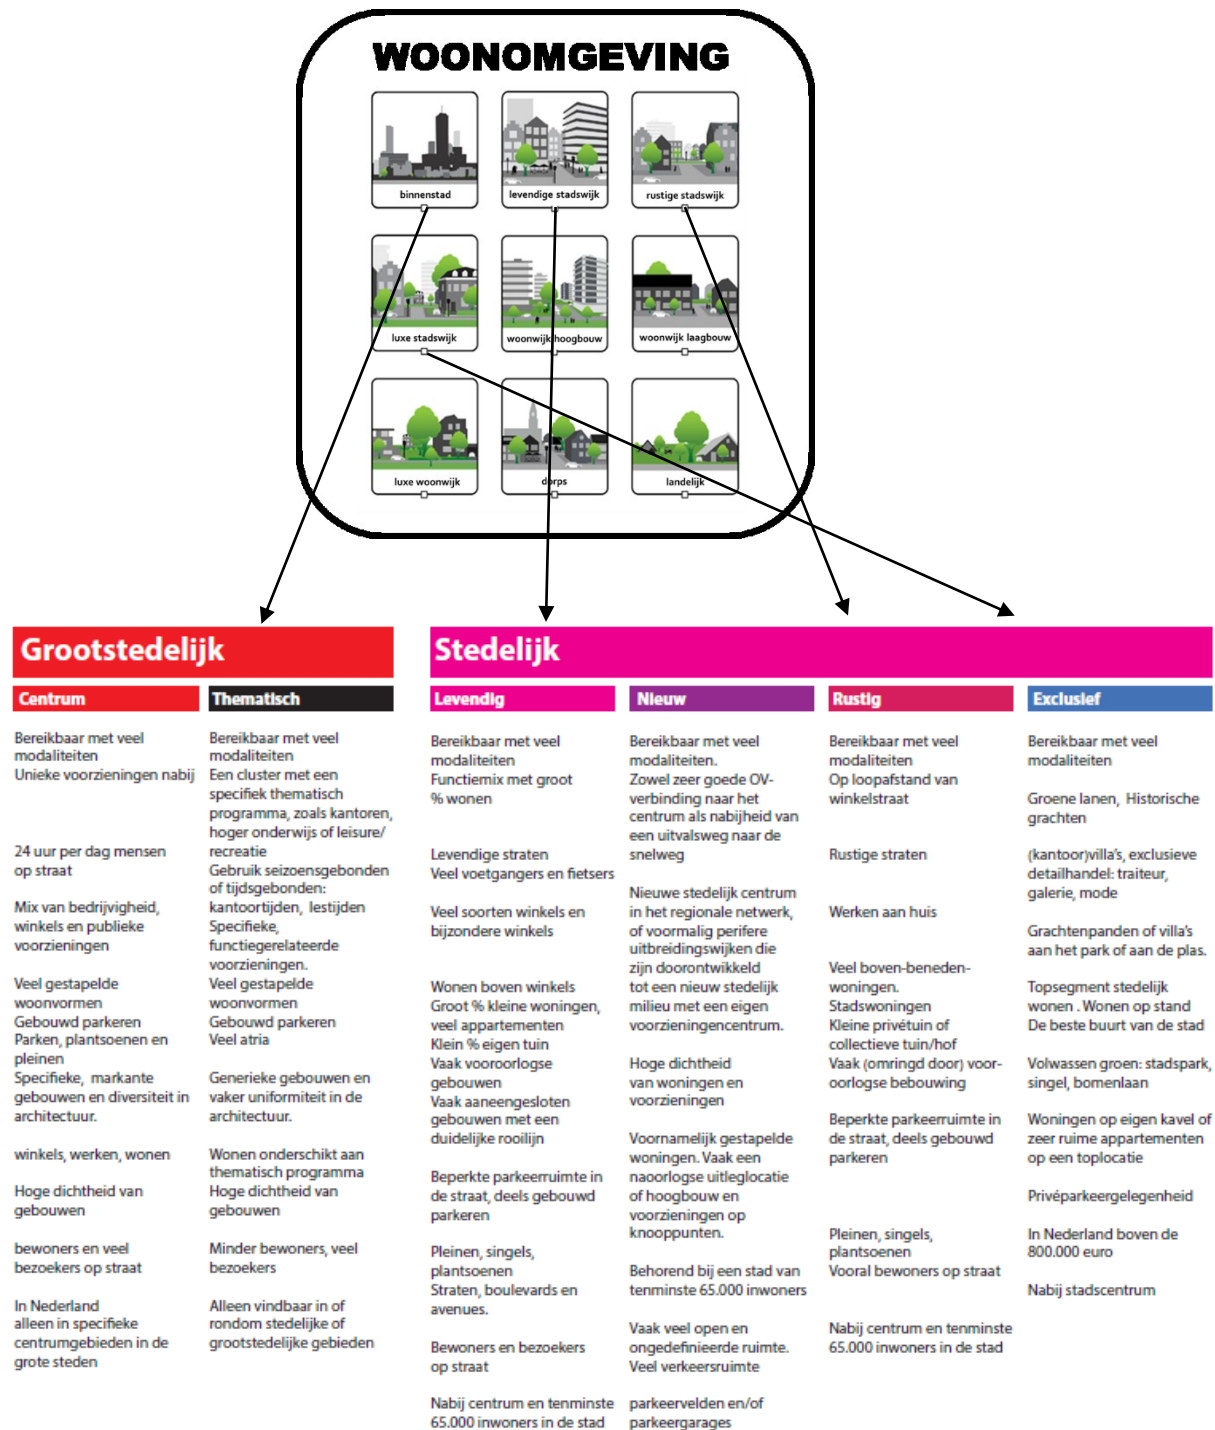 WOONOMGEVING
binnenstad
levendige stadswijk
rustige stadswijk
luxe stadswijk
woonwijk hoogbouw
woonwijk laagbouw
luxe woonwijk
dorps
landelijk
Grootstedelijk
Centrum
Bereikbaar met veel
modaliteiten
Unieke voorzieningen nabij
24 uur per dag mensen
op straat
Mix van bedrijvigheid,
winkels en publieke
voorzieningen
Veel gestapelde
woonvormen
Gebouwd parkeren
Parken, plantsoenen en
pleinen
Specifieke, markante
gebouwen en diversiteit in
architectuur.
winkels, werken, wonen
Hoge dichtheid van
gebouwen
bewoners en veel
bezoekers op straat
In Nederland
alleen in specifieke
centrumgebieden in de
grote steden
Thematisch
Bereikbaar met veel
modaliteiten
Een cluster met een
specifiek thematisch
programma, zoals kantoren,
hoger onderwijs of leisure/
recreatie
Gebruik seizoensgebonden
of tijdsgebonden:
kantoortijden, lestijden
Specifieke,
functiegerelateerde
voorzieningen.
Veel gestapelde
woonvormen
Gebouwd parkeren
Veel atria
Generieke gebouwen en
vaker uniformiteit in de
architectuur.
Wonen onderschikt aan
thematisch programma
Hoge dichtheid van
gebouwen
Minder bewoners, veel
bezoekers
Alleen vindbaar in of
rondom stedelijke of
grootstedelijke gebieden
Stedelijk
Levendig
Bereikbaar met veel
modaliteiten
Functiemix met groot
% wonen
Levendige straten
Veel voetgangers en fietsers
Veel soorten winkels en
bijzondere winkels
Wonen boven winkels
Groot % kleine woningen,
veel appartementen
Klein % eigen tuin
Vaak vooroorlogse
gebouwen
Vaak aaneengesloten
gebouwen met een
duidelijke rooilijn
Beperkte parkeerruimte in
de straat, deels gebouwd
parkeren
Pleinen, singels,
plantsoenen
Straten, boulevards en
avenues.
Bewoners en bezoekers
op straat
Nabij centrum en tenminste
65.000 inwoners in de stad
Nieuw
Bereikbaar met veel
modaliteiten.
Zowel zeer goede OV-
verbinding naar het
centrum als nabijheid van
een uitvalsweg naar de
snelweg
Nieuwe stedelijk centrum
in het regionale netwerk,
of voormalig perifere
uitbreidingswijken die
zijn doorontwikkeld
tot een nieuw stedelijk
milieu met een eigen
voorzieningencentrum.
Hoge dichtheid
van woningen en
voorzieningen
Voornamelijk gestapelde
woningen. Vaak een
naoorlogse uitleglocatie
of hoogbouw en
voorzieningen op
knooppunten.
Behorend bij een stad van
tenminste 65.000 inwoners
Vaak veel open en
ongedefinieerde ruimte.
Veel verkeersruimte
parkeervelden en/of
parkeergarages
Rustig
Bereikbaar met veel
modaliteiten
Op loopafstand van
winkelstraat
Rustige straten
Werken aan huis
Veel boven-beneden-
woningen.
Stadswoningen
Kleine privétuin of
collectieve tuin/hof
Vaak (omringd door) voor-
oorlogse bebouwing
Beperkte parkeerruimte in
de straat, deels gebouwd
parkeren
Pleinen, singels,
plantsoenen
Vooral bewoners op straat
Nabij centrum en tenminste
65.000 inwoners in de stad
Exclusief
Bereikbaar met veel
modaliteiten
Groene lanen, Historische
grachten
(kantoor)villa's, exclusieve
detailhandel: traiteur,
galerie, mode
Grachtenpanden of villa's
aan het park of aan de plas.
Topsegment stedelijk
wonen . Wonen op stand
De beste buurt van de stad
Volwassen groen: stadspark,
singel, bomenlaan
Woningen op eigen kavel of
zeer ruime appartementen
op een toplocatie
Privéparkeergelegenheid
In Nederland boven de
800.000 euro
Nabij stadscentrum